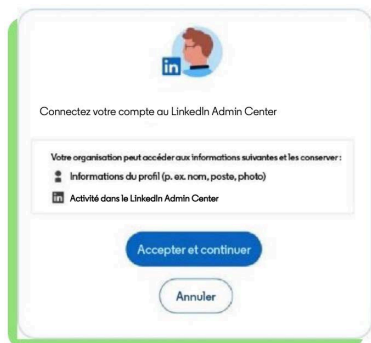 in
Connectez votre compte au LinkedIn Admin Center
Votre organisation peut accéder aux informations suivantes et les conserver :
Informations du profil (p. ex. nom, poste, photo)
in Activité dans le LinkedIn Admin Center
Accepter et continuer
Annuler